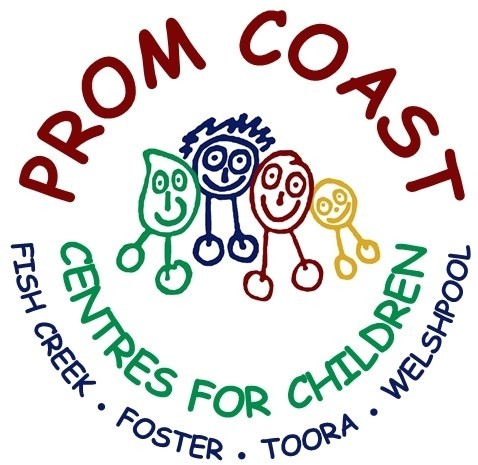 PROM COAST
CENTRES FOR CHILDREN
FISH CREEK • FOSTER • TOORA • WELSHPOOL